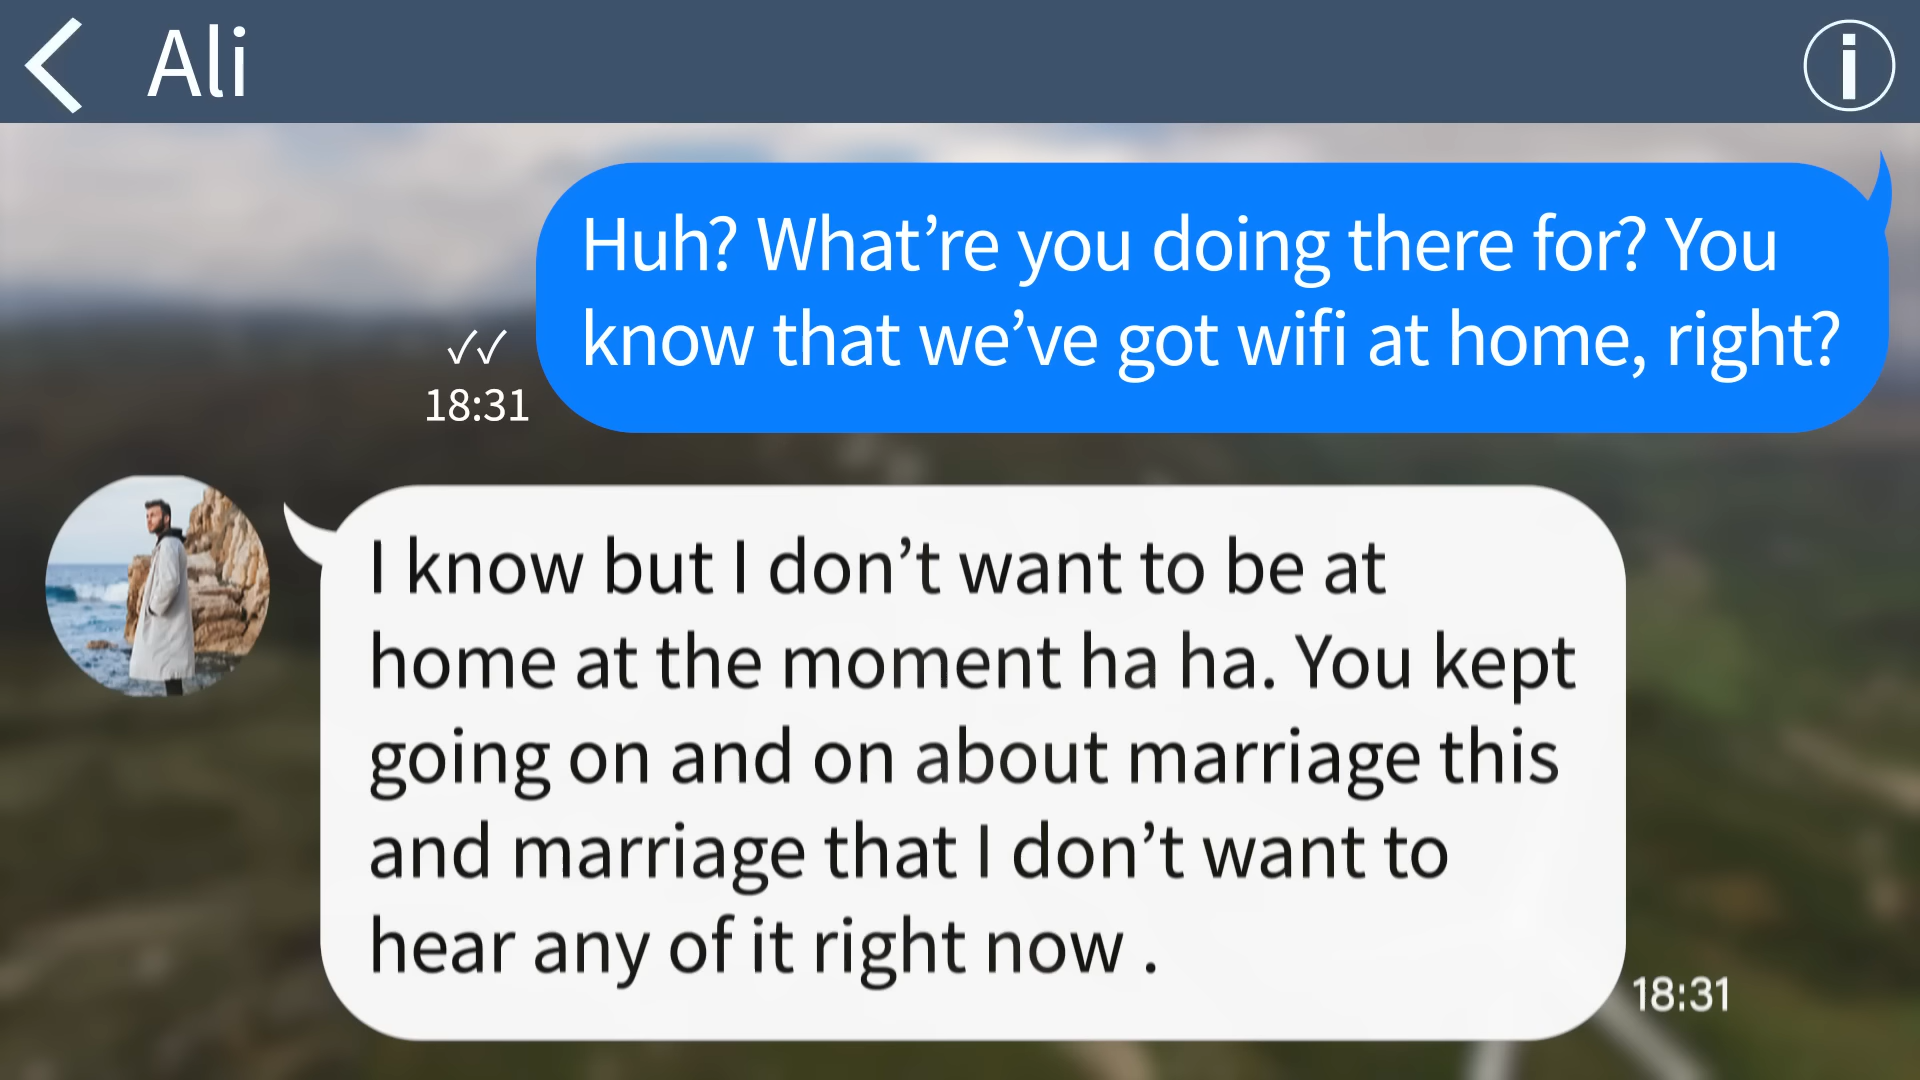 Ali
Huh? What’re you doing there for? You
know that we’ve got wifi at home, right?
✓✓
18:31
I know but I don’t want to be at
home at the moment ha ha. You kept
going on and on about marriage this
and marriage that I don’t want to
hear any of it right now .
18:31